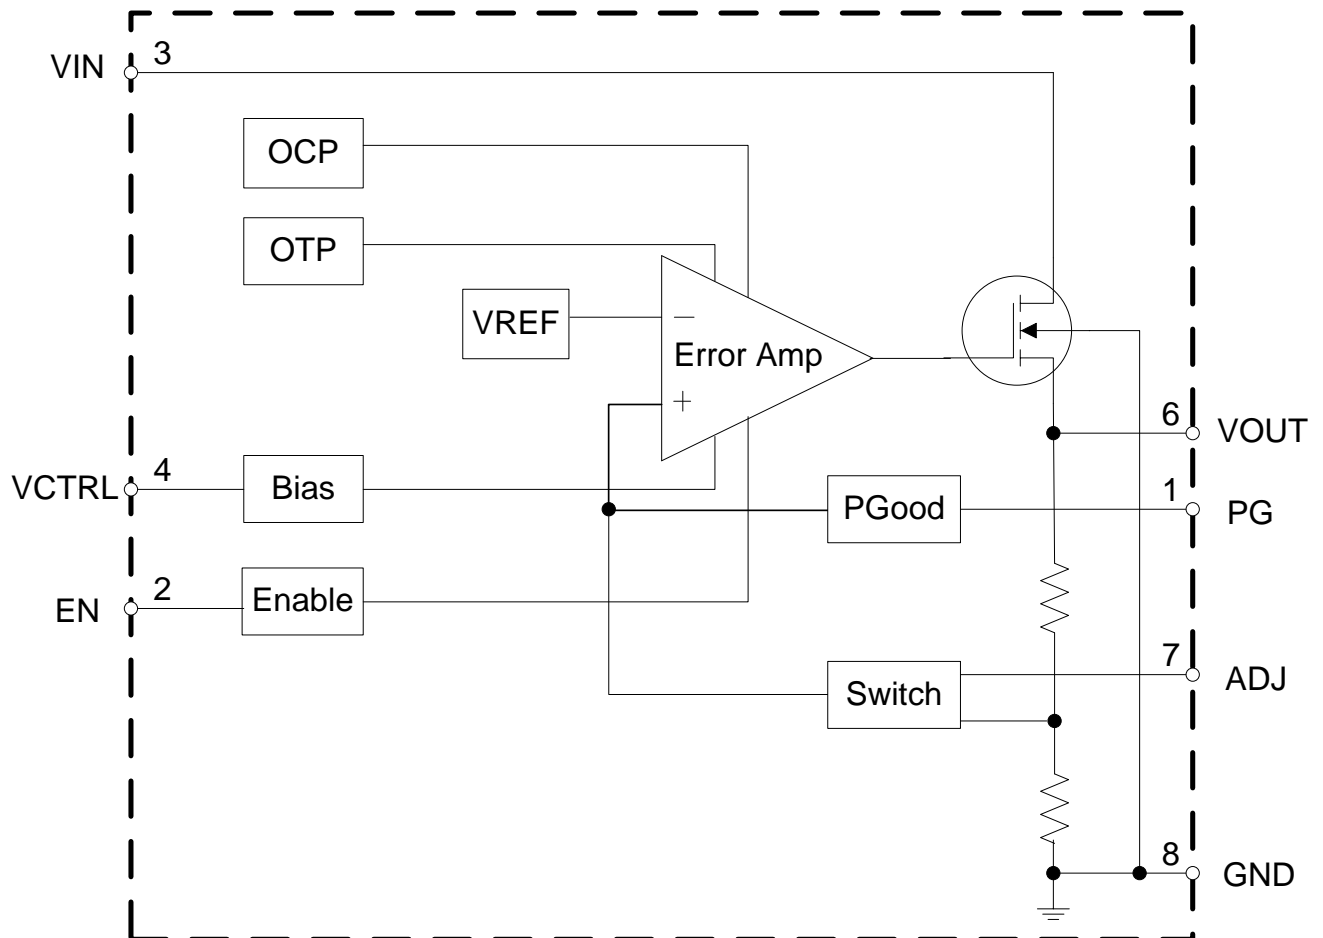 VIN
3
OCP
OTP
VREF
−
Error Amp
+
6
VOUT
VCTRL
4
Bias
PGood
1
PG
EN
2
Enable
7
ADJ
Switch
8
GND